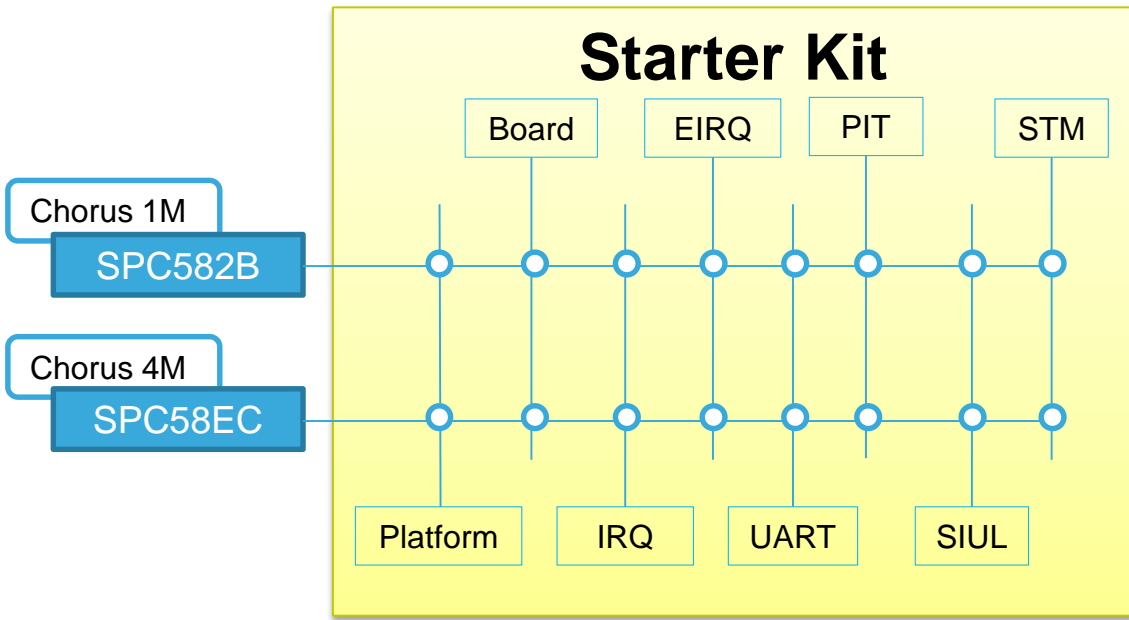 Starter Kit
Board
EIRQ
PIT
STM
Chorus 1M
SPC582B
Chorus 4M
SPC58EC
Platform
IRQ
UART
SIUL